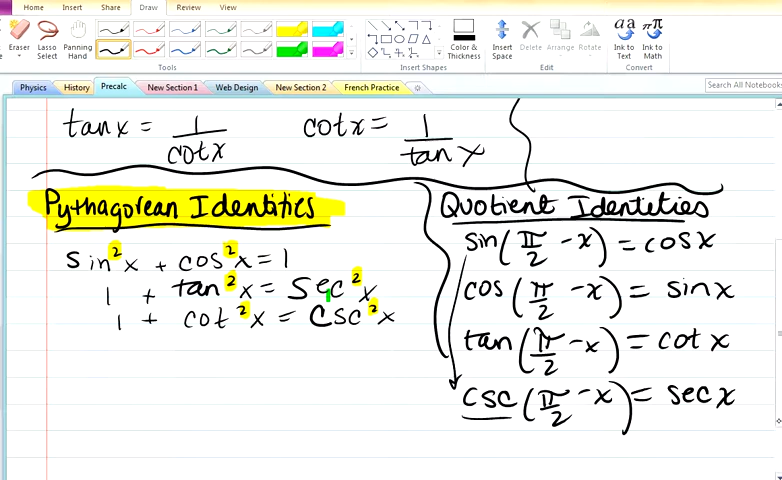 Home Insert Share Draw Review View
Eraser Lasso Select Panning Hand Color & Thickness Insert Space Delete Arrange Rotate Ink to Text Ink to Math
Tools Insert Shapes Edit Convert
Physics History Precalc New Section 1 Web Design New Section 2 French Practice Search All Notebooks
tan x = 1/cot x cot x = 1/tan x
Pythagorean Identities
sin²x + cos²x = 1
1 + tan²x = sec²x
1 + cot²x = csc²x
Quotient Identeties
sin(π/2 - x) = cos x
cos(π/2 - x) = sin x
tan(π/2 - x) = cot x
csc(π/2 - x) = sec x